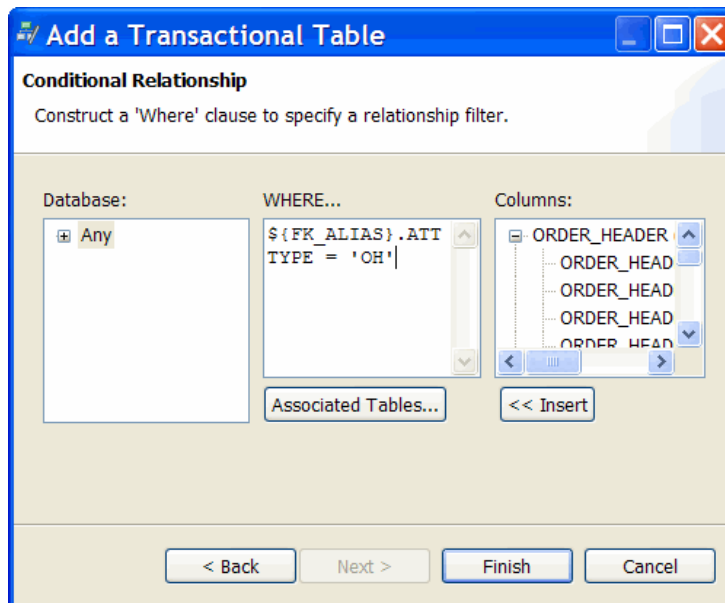 Add a Transactional Table
Conditional Relationship
Construct a 'Where' clause to specify a relationship filter.
Database:
WHERE...
Columns:
Any
${FK_ALIAS}.ATT
TYPE = 'OH'
ORDER_HEADER
ORDER_HEAD
ORDER_HEAD
ORDER_HEAD
ORDER_HEAD
Associated Tables...
<< Insert
< Back
Next >
Finish
Cancel